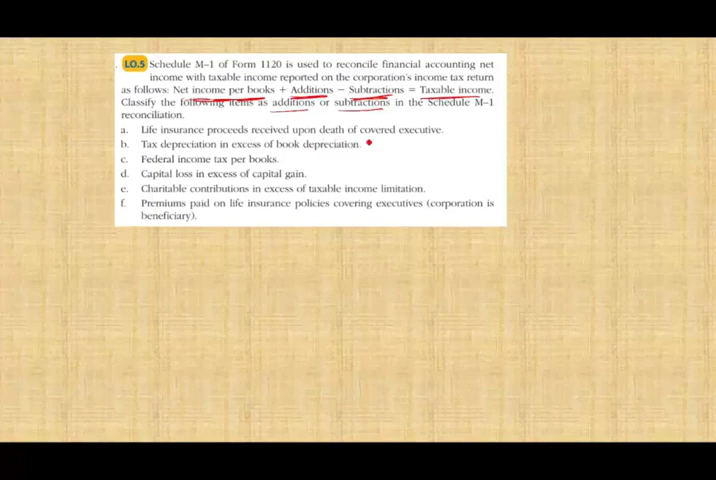 LO.5 Schedule M–1 of Form 1120 is used to reconcile financial accounting net
income with taxable income reported on the corporation's income tax return
as follows: Net income per books + Additions − Subtractions = Taxable income.
Classify the following items as additions or subtractions in the Schedule M–1
reconciliation.
a. Life insurance proceeds received upon death of covered executive.
b. Tax depreciation in excess of book depreciation.
c. Federal income tax per books.
d. Capital loss in excess of capital gain.
e. Charitable contributions in excess of taxable income limitation.
f. Premiums paid on life insurance policies covering executives (corporation is
beneficiary).